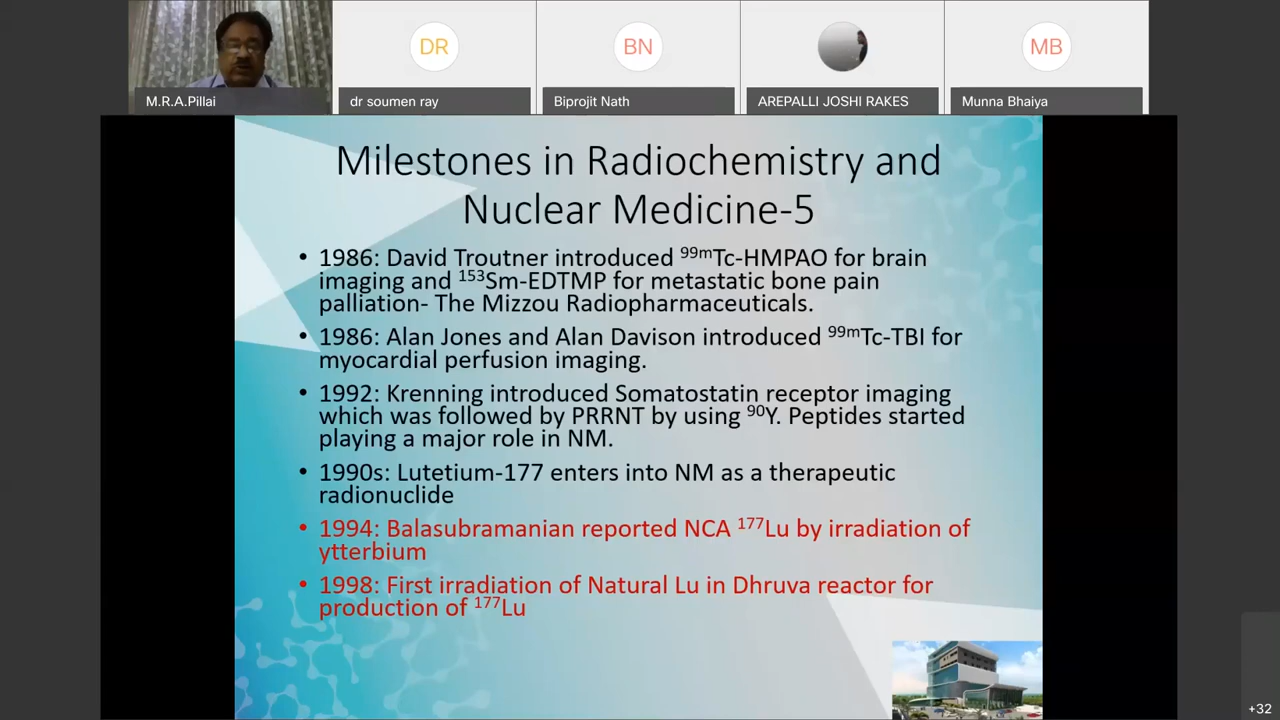 DR
BN
MB
M.R.A.Pillai
dr soumen ray
Biprojit Nath
AREPALLI JOSHI RAKES
Munna Bhaiya
Milestones in Radiochemistry and
Nuclear Medicine-5
• 1986: David Troutner introduced ⁹⁹ᵐTc-HMPAO for brain
imaging and ¹⁵³Sm-EDTMP for metastatic bone pain
palliation- The Mizzou Radiopharmaceuticals.
• 1986: Alan Jones and Alan Davison introduced ⁹⁹ᵐTc-TBI for
myocardial perfusion imaging.
• 1992: Krenning introduced Somatostatin receptor imaging
which was followed by PRRNT by using ⁹⁰Y. Peptides started
playing a major role in NM.
• 1990s: Lutetium-177 enters into NM as a therapeutic
radionuclide
• 1994: Balasubramanian reported NCA ¹⁷⁷Lu by irradiation of
ytterbium
• 1998: First irradiation of Natural Lu in Dhruva reactor for
production of ¹⁷⁷Lu
+32